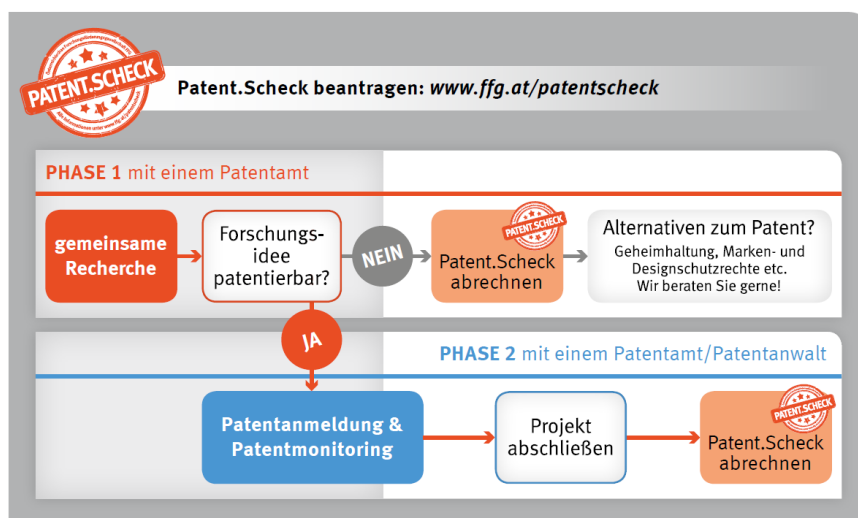 PATENT.SCHECK
Patent.Scheck beantragen: www.ffg.at/patentscheck
PHASE 1 mit einem Patentamt
gemeinsame
Recherche
Forschungs-
idee
patentierbar?
NEIN
PATENT.SCHECK
Patent.Scheck
abrechnen
Alternativen zum Patent?
Geheimhaltung, Marken- und
Designschutzrechte etc.
Wir beraten Sie gerne!
JA
PHASE 2 mit einem Patentamt/Patentanwalt
Patentanmeldung &
Patentmonitoring
Projekt
abschließen
PATENT.SCHECK
Patent.Scheck
abrechnen